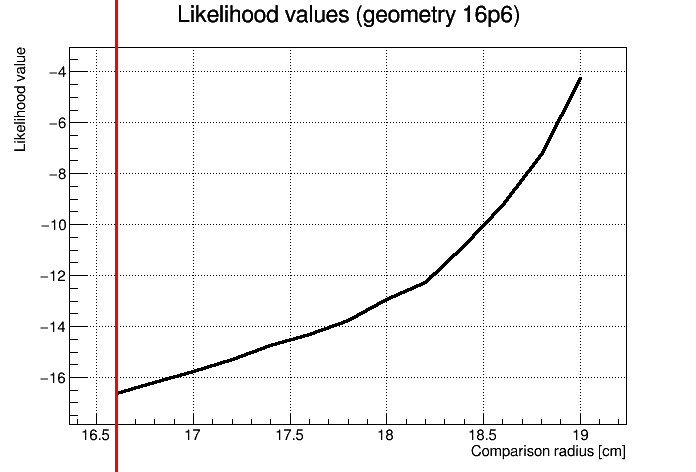 Likelihood values (geometry 16p6)
Likelihood value
−4
−6
−8
−10
−12
−14
−16
16.5 17 17.5 18 18.5 19
Comparison radius [cm]